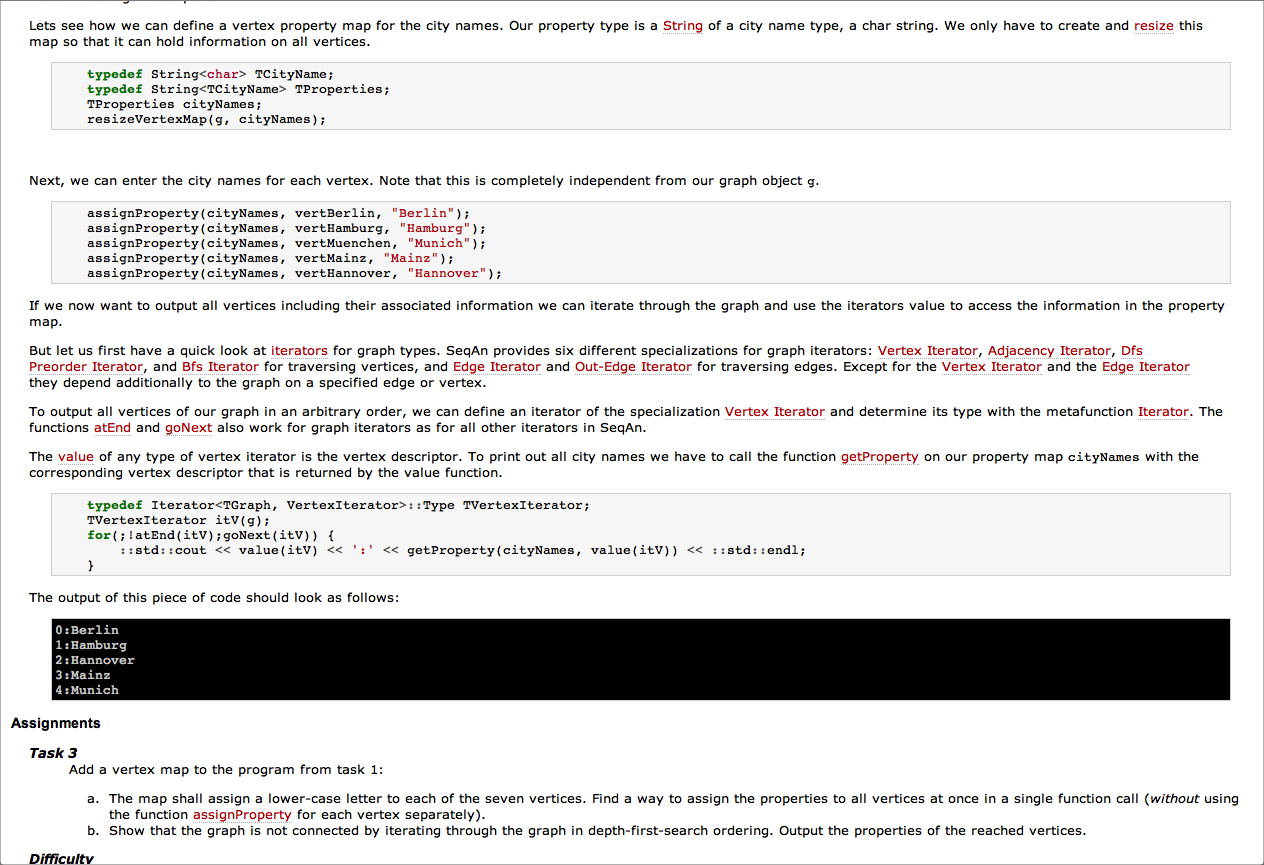 Lets see how we can define a vertex property map for the city names. Our property type is a String of a city name type, a char string. We only have to create and resize this
map so that it can hold information on all vertices.
typedef String<char> TCityName;
typedef String<TCityName> TProperties;
TProperties cityNames;
resizeVertexMap(g, cityNames);
Next, we can enter the city names for each vertex. Note that this is completely independent from our graph object g.
assignProperty(cityNames, vertBerlin, "Berlin");
assignProperty(cityNames, vertHamburg, "Hamburg");
assignProperty(cityNames, vertMuenchen, "Munich");
assignProperty(cityNames, vertMainz, "Mainz");
assignProperty(cityNames, vertHannover, "Hannover");
If we now want to output all vertices including their associated information we can iterate through the graph and use the iterators value to access the information in the property
map.
But let us first have a quick look at iterators for graph types. SeqAn provides six different specializations for graph iterators: Vertex Iterator, Adjacency Iterator, Dfs
Preorder Iterator, and Bfs Iterator for traversing vertices, and Edge Iterator and Out-Edge Iterator for traversing edges. Except for the Vertex Iterator and the Edge Iterator
they depend additionally to the graph on a specified edge or vertex.
To output all vertices of our graph in an arbitrary order, we can define an iterator of the specialization Vertex Iterator and determine its type with the metafunction Iterator. The
functions atEnd and goNext also work for graph iterators as for all other iterators in SeqAn.
The value of any type of vertex iterator is the vertex descriptor. To print out all city names we have to call the function getProperty on our property map cityNames with the
corresponding vertex descriptor that is returned by the value function.
typedef Iterator<TGraph, VertexIterator>::Type TVertexIterator;
TVertexIterator itV(g);
for(;!atEnd(itV);goNext(itV)) {
::std::cout << value(itV) << ':' << getProperty(cityNames, value(itV)) << ::std::endl;
}
The output of this piece of code should look as follows:
0:Berlin
1:Hamburg
2:Hannover
3:Mainz
4:Munich
Assignments
Task 3
Add a vertex map to the program from task 1:
a. The map shall assign a lower-case letter to each of the seven vertices. Find a way to assign the properties to all vertices at once in a single function call (without using
the function assignProperty for each vertex separately).
b. Show that the graph is not connected by iterating through the graph in depth-first-search ordering. Output the properties of the reached vertices.
Difficulty